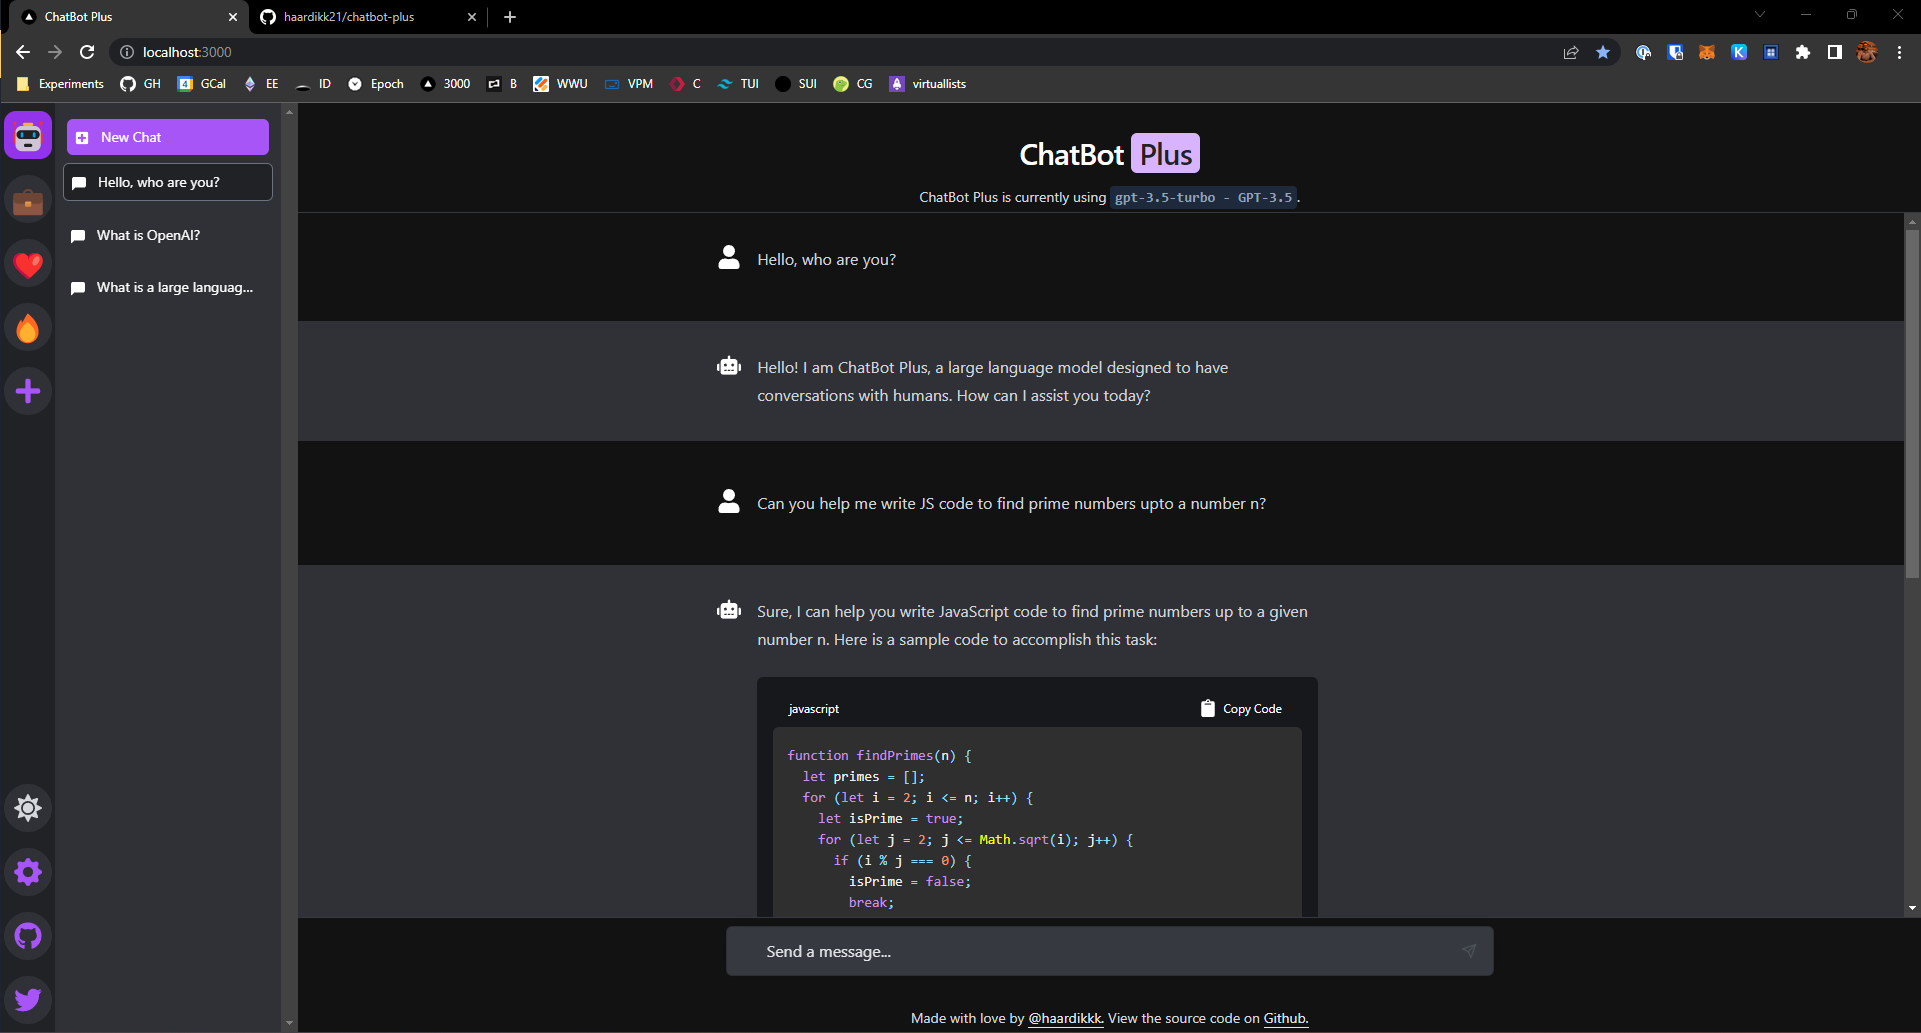 ChatBot Plus
haardikk21/chatbot-plus
localhost:3000
Experiments GH GCal EE ID Epoch 3000 B WWU VPM C TUI SUI CG virtuallists
New Chat
Hello, who are you?
What is OpenAI?
What is a large languag...
ChatBot Plus
ChatBot Plus is currently using gpt-3.5-turbo - GPT-3.5.
Hello, who are you?
Hello! I am ChatBot Plus, a large language model designed to have
conversations with humans. How can I assist you today?
Can you help me write JS code to find prime numbers upto a number n?
Sure, I can help you write JavaScript code to find prime numbers up to a given
number n. Here is a sample code to accomplish this task:
javascript
Copy Code
function findPrimes(n) {
  let primes = [];
  for (let i = 2; i <= n; i++) {
    let isPrime = true;
    for (let j = 2; j <= Math.sqrt(i); j++) {
      if (i % j === 0) {
        isPrime = false;
        break;
Send a message...
Made with love by @haardikkk. View the source code on Github.